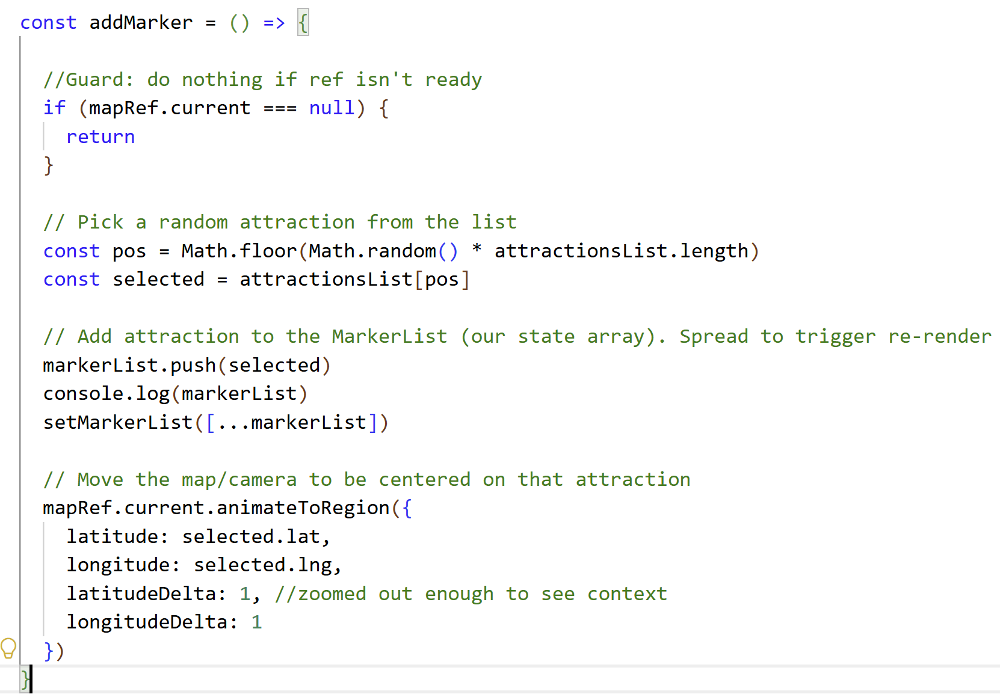 const addMarker = () => {
//Guard: do nothing if ref isn't ready
if (mapRef.current === null) {
return
}
// Pick a random attraction from the list
const pos = Math.floor(Math.random() * attractionsList.length)
const selected = attractionsList[pos]
// Add attraction to the MarkerList (our state array). Spread to trigger re-render
markerList.push(selected)
console.log(markerList)
setMarkerList([...markerList])
// Move the map/camera to be centered on that attraction
mapRef.current.animateToRegion({
latitude: selected.lat,
longitude: selected.lng,
latitudeDelta: 1, //zoomed out enough to see context
longitudeDelta: 1
})
}